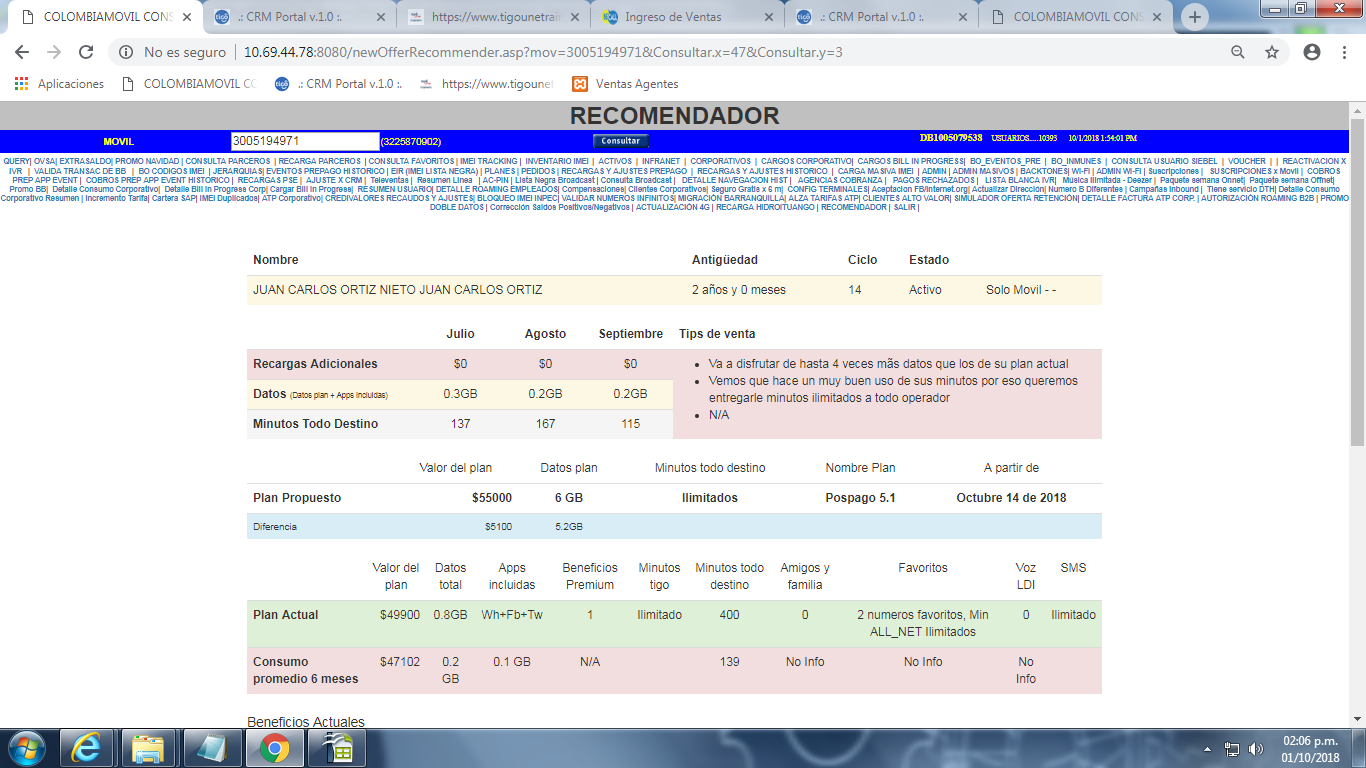 COLOMBIAMOVIL CONS
.: CRM Portal v.1.0 :.
https://www.tigounetrai
Ingreso de Ventas
.: CRM Portal v.1.0 :.
COLOMBIAMOVIL CONS
No es seguro | 10.69.44.78:8080/newOfferRecommender.asp?mov=3005194971&Consultar.x=47&Consultar.y=3
Aplicaciones COLOMBIAMOVIL CO .: CRM Portal v.1.0 :. https://www.tigounet Ventas Agentes
RECOMENDADOR
MOVIL 3005194971 (3225870902) Consultar DB1005079538 USUARIOS.....10393 10/1/2018 1:54:01 PM
QUERY| OVSA| EXTRASALDO| PROMO NAVIDAD | CONSULTA PARCEROS | RECARGA PARCEROS | CONSULTA FAVORITOS | IMEI TRACKING | INVENTARIO IMEI | ACTIVOS | INFRANET | CORPORATIVOS | CARGOS CORPORATIVO| CARGOS BILL IN PROGRESS| BO_EVENTOS_PRE | BO_INMUNES | CONSULTA USUARIO SIEBEL | VOUCHER | | REACTIVACION X
IVR | VALIDA TRANSAC DE BB | BO CODIGOS IMEI | JERARQUIAS| EVENTOS PREPAGO HISTORICO | EIR (IMEI LISTA NEGRA) | PLANES | PEDIDOS | RECARGAS Y AJUSTES PREPAGO | RECARGAS Y AJUSTES HISTORICO | CARGA MASIVA IMEI | ADMIN | ADMIN MASIVOS | BACKTONES| WI-FI | ADMIN WI-FI | Suscripciones | SUSCRIPCIONES x Movil | COBROS
PREP APP EVENT | COBROS PREP APP EVENT HISTORICO | RECARGAS PSE | AJUSTE X CRM | Televentas | Resumen Linea | AC-PIN | Lista Negra Broadcast | Consulta Broadcast | DETALLE NAVEGACION HIST | AGENCIAS COBRANZA | PAGOS RECHAZADOS | LISTA BLANCA IVR| Música Ilimitada - Deezer | Paquetes semana Onnet| Paquete semana Offnet|
Promo BB| Detalle Consumo Corporativo| Detalle Bill In Progress Corp| Cargar Bill In Progress| RESUMEN USUARIO| DETALLE ROAMING EMPLEADOS| Compensaciones| Clientes Corporativos| Seguro Gratis x 6 m| CONFIG TERMINALES| Aceptacion FB/Internet.org| Actualizar Dirección| Numero B Diferentes | Campañas Inbound | Tiene servicio DTH| Detalle Consumo
Corporativo Resumen | Incremento Tarifa| Cartera SAP| IMEI Duplicados| ATP Corporativo| CREDIVALORES RECAUDOS Y AJUSTES| BLOQUEO IMEI INPEC| VALIDAR NUMEROS INFINITOS| MIGRACIÓN BARRANQUILLA| ALZA TARIFAS ATP| CLIENTES ALTO VALOR| SIMULADOR OFERTA RETENCIÓN| DETALLE FACTURA ATP CORP. | AUTORIZACIÓN ROAMING B2B | PROMO
DOBLE DATOS | Corrección Saldos Positivos/Negativos | ACTUALIZACIÓN 4G | RECARGA HIDROITUANGO | RECOMENDADOR | SALIR |
Nombre Antigüedad Ciclo Estado
JUAN CARLOS ORTIZ NIETO JUAN CARLOS ORTIZ 2 años y 0 meses 14 Activo Solo Movil - -
Julio Agosto Septiembre Tips de venta
Recargas Adicionales $0 $0 $0
Datos (Datos plan + Apps incluidas) 0.3GB 0.2GB 0.2GB
Minutos Todo Destino 137 167 115
• Va a disfrutar de hasta 4 veces mãs datos que los de su plan actual
• Vemos que hace un muy buen uso de sus minutos por eso queremos
entregarle minutos ilimitados a todo operador
• N/A
Valor del plan Datos plan Minutos todo destino Nombre Plan A partir de
Plan Propuesto $55000 6 GB Ilimitados Pospago 5.1 Octubre 14 de 2018
Diferencia $5100 5.2GB
Valor del Datos Apps Beneficios Minutos Minutos todo Amigos y Favoritos Voz SMS
plan total incluidas Premium tigo destino familia LDI
Plan Actual $49900 0.8GB Wh+Fb+Tw 1 Ilimitado 400 0 2 numeros favoritos, Min 0 Ilimitado
ALL_NET Ilimitados
Consumo $47102 0.2 0.1 GB N/A 139 No Info No Info No
promedio 6 meses GB Info
Beneficios Actuales
02:06 p.m.
01/10/2018